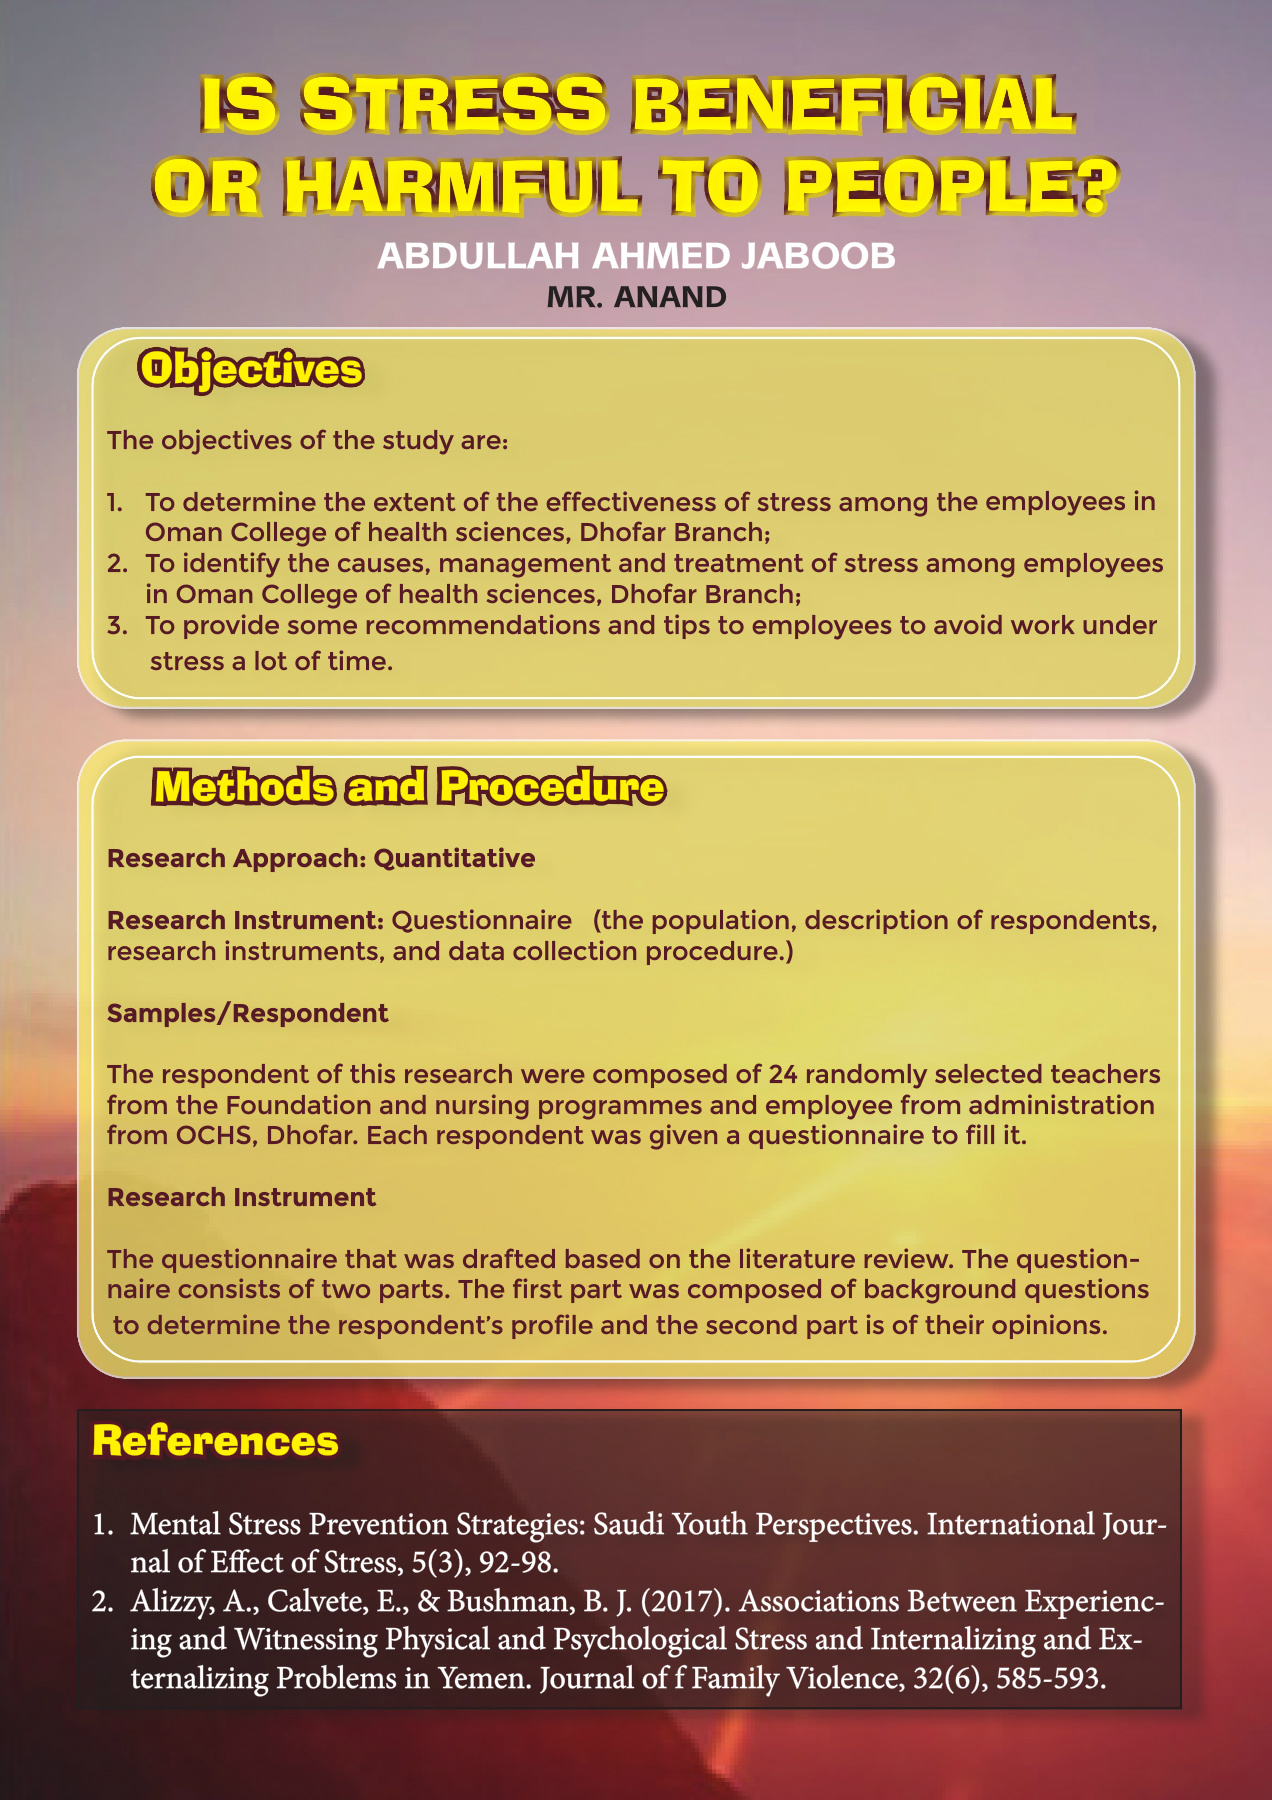 IS STRESS BENEFICIAL
OR HARMFUL TO PEOPLE?
ABDULLAH AHMED JABOOB
MR. ANAND
Objectives
The objectives of the study are:
1. To determine the extent of the effectiveness of stress among the employees in
Oman College of health sciences, Dhofar Branch;
2. To identify the causes, management and treatment of stress among employees
in Oman College of health sciences, Dhofar Branch;
3. To provide some recommendations and tips to employees to avoid work under
stress a lot of time.
Methods and Procedure
Research Approach: Quantitative
Research Instrument: Questionnaire (the population, description of respondents,
research instruments, and data collection procedure.)
Samples/Respondent
The respondent of this research were composed of 24 randomly selected teachers
from the Foundation and nursing programmes and employee from administration
from OCHS, Dhofar. Each respondent was given a questionnaire to fill it.
Research Instrument
The questionnaire that was drafted based on the literature review. The question-
naire consists of two parts. The first part was composed of background questions
to determine the respondent’s profile and the second part is of their opinions.
References
1. Mental Stress Prevention Strategies: Saudi Youth Perspectives. International Jour-
nal of Effect of Stress, 5(3), 92-98.
2. Alizzy, A., Calvete, E., & Bushman, B. J. (2017). Associations Between Experienc-
ing and Witnessing Physical and Psychological Stress and Internalizing and Ex-
ternalizing Problems in Yemen. Journal of f Family Violence, 32(6), 585-593.